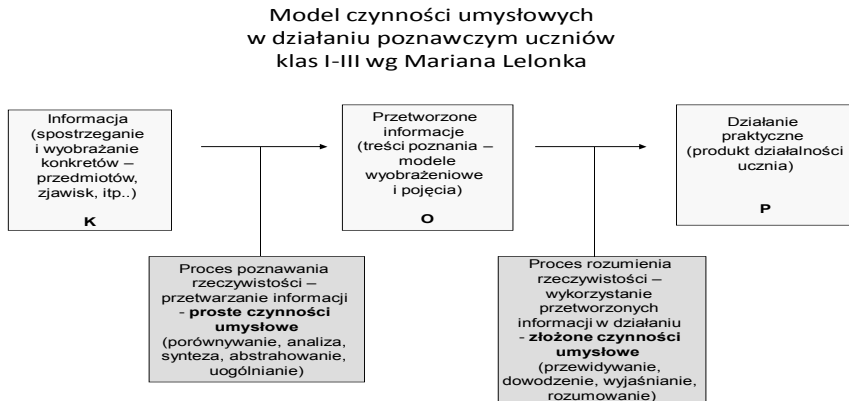 Model czynności umysłowych
w działaniu poznawczym uczniów
klas I-III wg Mariana Lelonka
Informacja
(spostrzeganie
i wyobrażanie
konkretów –
przedmiotów,
zjawisk, itp..)
K
Przetworzone
informacje
(treści poznania –
modele
wyobrażeniowe
i pojęcia)
O
Działanie
praktyczne
(produkt działalności
ucznia)
P
Proces poznawania
rzeczywistości –
przetwarzanie informacji
- proste czynności
umysłowe
(porównywanie, analiza,
synteza, abstrahowanie,
uogólnianie)
Proces rozumienia
rzeczywistości –
wykorzystanie
przetworzonych
informacji w działaniu
- złożone czynności
umysłowe
(przewidywanie,
dowodzenie, wyjaśnianie,
rozumowanie)